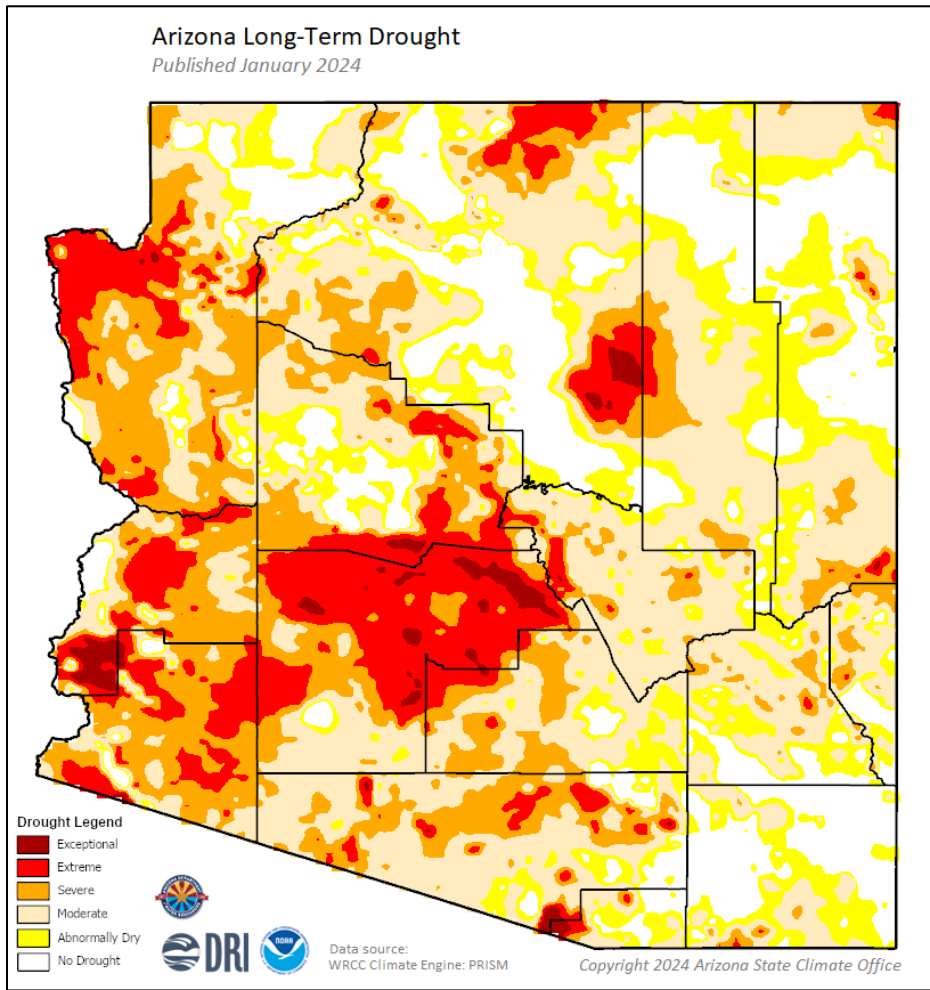 Arizona Long-Term Drought
Published January 2024
Drought Legend
Exceptional
Extreme
Severe
Moderate
Abnormally Dry
No Drought
DRI
NOAA
Data source:
WRCC Climate Engine: PRISM
Copyright 2024 Arizona State Climate Office